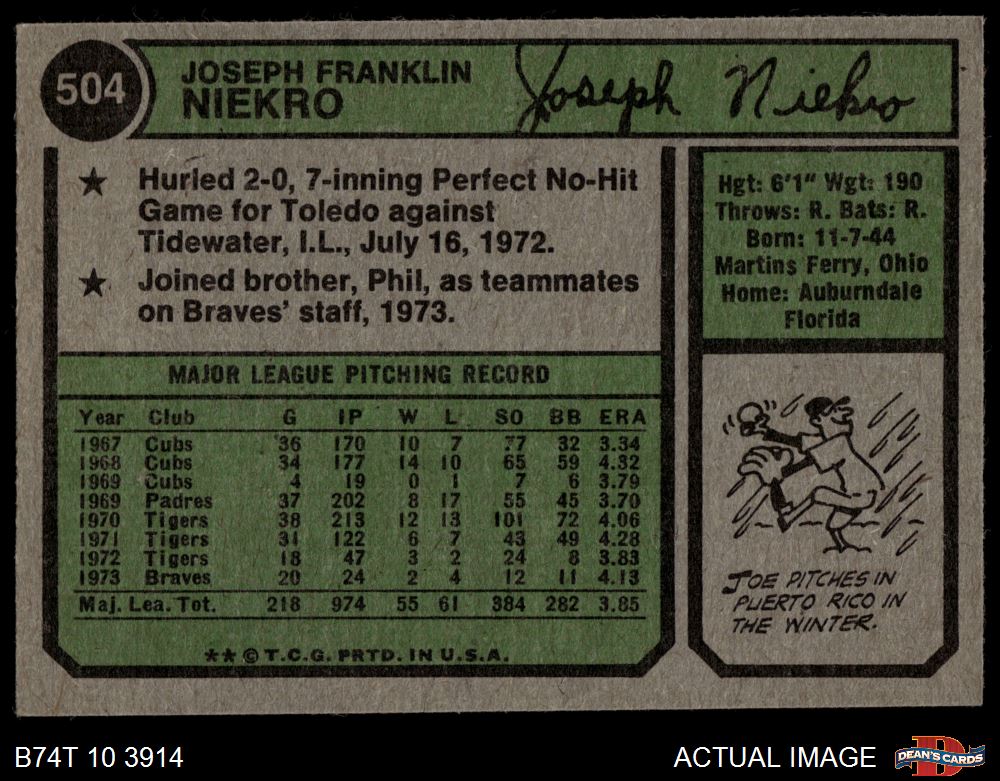 504
JOSEPH FRANKLIN
NIEKRO
Joseph Niekro
★ Hurled 2-0, 7-inning Perfect No-Hit
Game for Toledo against
Tidewater, I.L., July 16, 1972.
★ Joined brother, Phil, as teammates
on Braves' staff, 1973.
Hgt: 6'1" Wgt: 190
Throws: R. Bats: R.
Born: 11-7-44
Martins Ferry, Ohio
Home: Auburndale
Florida
MAJOR LEAGUE PITCHING RECORD
Year Club G IP W L SO BB ERA
1967 Cubs 36 170 10 7 77 32 3.34
1968 Cubs 34 177 14 10 65 59 4.32
1969 Cubs 4 19 0 1 7 6 3.79
1969 Padres 37 202 8 17 55 45 3.70
1970 Tigers 38 213 12 13 101 72 4.06
1971 Tigers 31 122 6 7 43 49 4.28
1972 Tigers 18 47 3 2 24 8 3.83
1973 Braves 20 24 2 4 12 11 4.13
Maj. Lea. Tot. 218 974 55 61 384 282 3.85
** © T.C.G. PRTD. IN U.S.A.
JOE PITCHES IN
PUERTO RICO IN
THE WINTER.
B74T 10 3914
ACTUAL IMAGE
D
DEAN'S CARDS